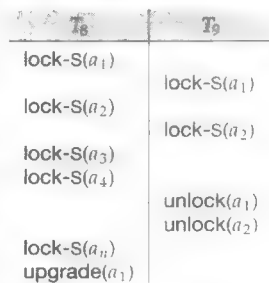 T₈ T₉
lock-S(a₁)
lock-S(a₁)
lock-S(a₂)
lock-S(a₂)
lock-S(a₃)
lock-S(a₄)
unlock(a₁)
unlock(a₂)
lock-S(aₙ)
upgrade(a₁)